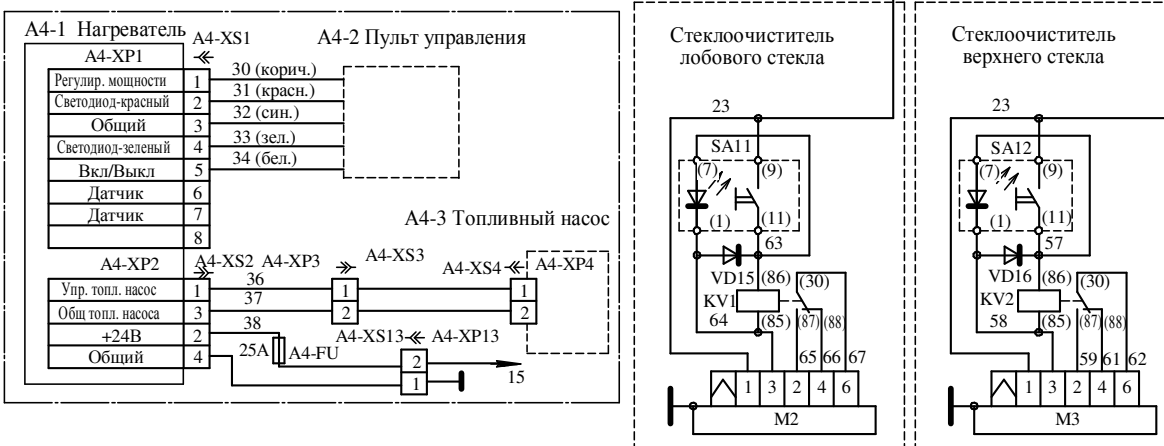 А4-1 Нагреватель
А4-XP1
А4-XS1
А4-2 Пульт управления
Регулир. мощности 1 30 (корич.)
Светодиод-красный 2 31 (красн.)
Общий 3 32 (син.)
Светодиод-зеленый 4 33 (зел.)
Вкл/Выкл 5 34 (бел.)
Датчик 6
Датчик 7
8
А4-3 Топливный насос
А4-XP2
А4-XS2 А4-XP3 А4-XS3
А4-XS4 А4-XP4
Упр. топл. насос 1 36 1 1
Общ топл. насоса 3 37 2 2
+24В 2 38
Общий 4
25А А4-FU
А4-XS13 А4-XP13
2
1
15
Стеклоочиститель
лобового стекла
23
SA11
(7) (9)
(1) (11)
63
VD15 (86) (30)
KV1
64 (85) (87) (88)
65 66 67
1 3 2 4 6
М2
Стеклоочиститель
верхнего стекла
23
SA12
(7) (9)
(1) (11)
57
VD16 (86) (30)
KV2
58 (85) (87) (88)
59 61 62
1 3 2 4 6
М3